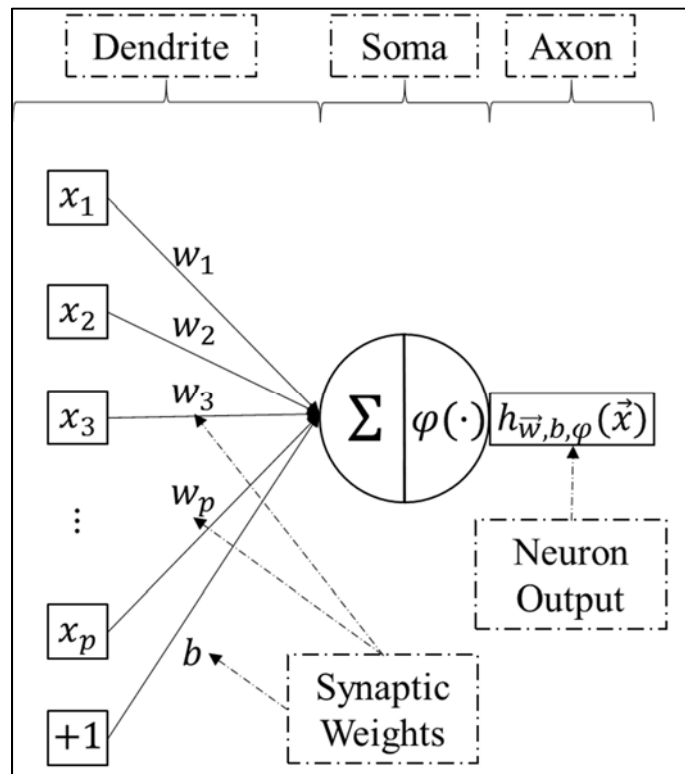 Dendrite
Soma
Axon
x₁
w₁
x₂
w₂
x₃
w₃
Σ
φ(·)
h_{w⃗,b,φ}(x⃗)
⋮
w_p
x_p
b
+1
Neuron
Output
Synaptic
Weights